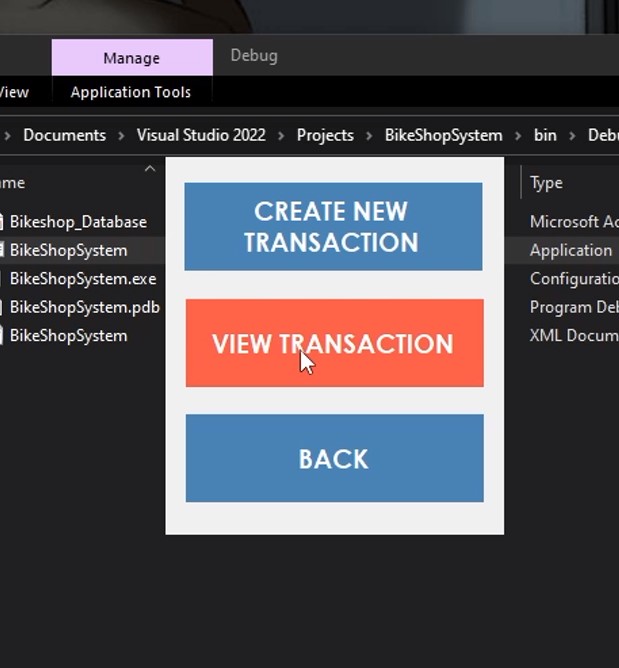 Manage
Debug
View
Application Tools
Documents > Visual Studio 2022 > Projects > BikeShopSystem > bin > Debu
ame
Type
Bikeshop_Database
Microsoft Ac
BikeShopSystem
Application
BikeShopSystem.exe
Configuratio
BikeShopSystem.pdb
Program Deb
BikeShopSystem
XML Docum
CREATE NEW
TRANSACTION
VIEW TRANSACTION
BACK